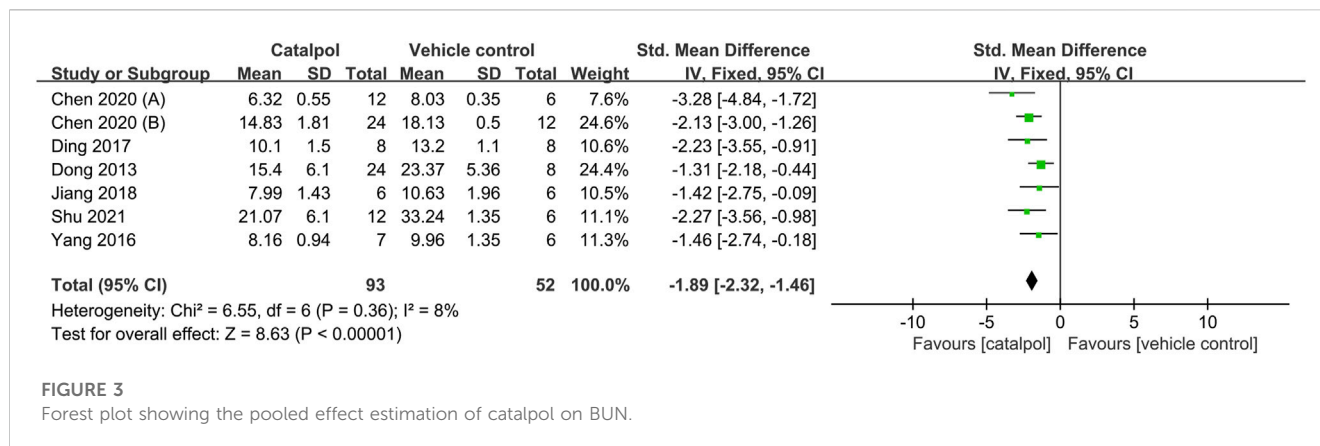 Catalpol Vehicle control Std. Mean Difference Std. Mean Difference
Study or Subgroup Mean SD Total Mean SD Total Weight IV, Fixed, 95% CI IV, Fixed, 95% CI
Chen 2020 (A) 6.32 0.55 12 8.03 0.35 6 7.6% -3.28 [-4.84, -1.72]
Chen 2020 (B) 14.83 1.81 24 18.13 0.5 12 24.6% -2.13 [-3.00, -1.26]
Ding 2017 10.1 1.5 8 13.2 1.1 8 10.6% -2.23 [-3.55, -0.91]
Dong 2013 15.4 6.1 24 23.37 5.36 8 24.4% -1.31 [-2.18, -0.44]
Jiang 2018 7.99 1.43 6 10.63 1.96 6 10.5% -1.42 [-2.75, -0.09]
Shu 2021 21.07 6.1 12 33.24 1.35 6 11.1% -2.27 [-3.56, -0.98]
Yang 2016 8.16 0.94 7 9.96 1.35 6 11.3% -1.46 [-2.74, -0.18]
Total (95% CI) 93 52 100.0% -1.89 [-2.32, -1.46]
Heterogeneity: Chi² = 6.55, df = 6 (P = 0.36); I² = 8%
Test for overall effect: Z = 8.63 (P < 0.00001)
-10 -5 0 5 10
Favours [catalpol] Favours [vehicle control]
FIGURE 3
Forest plot showing the pooled effect estimation of catalpol on BUN.